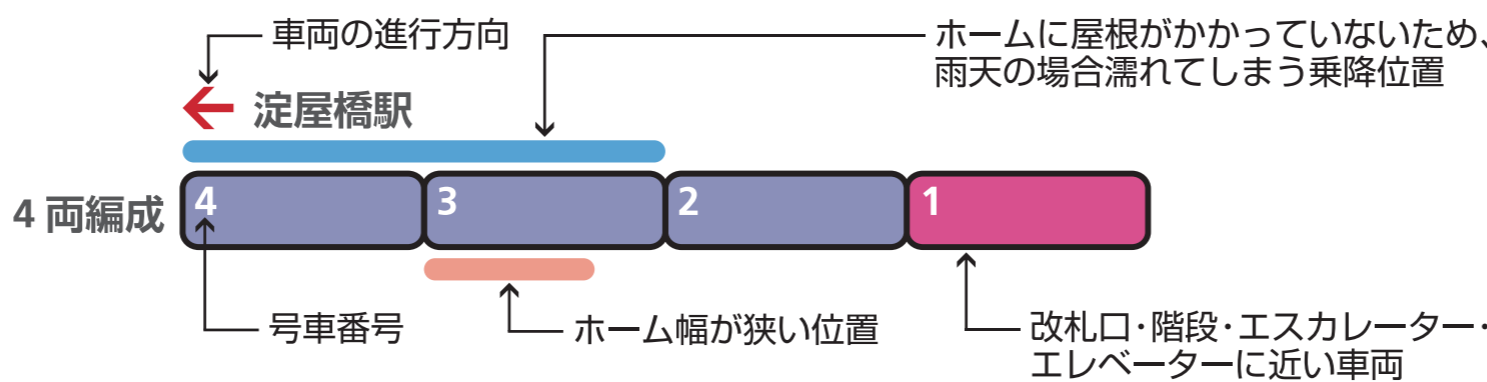 車両の進行方向
ホームに屋根がかかっていないため、
雨天の場合濡れてしまう乗降位置
淀屋橋駅
4 両編成
4
3
2
1
号車番号
ホーム幅が狭い位置
改札口・階段・エスカレーター・
エレベーターに近い車両